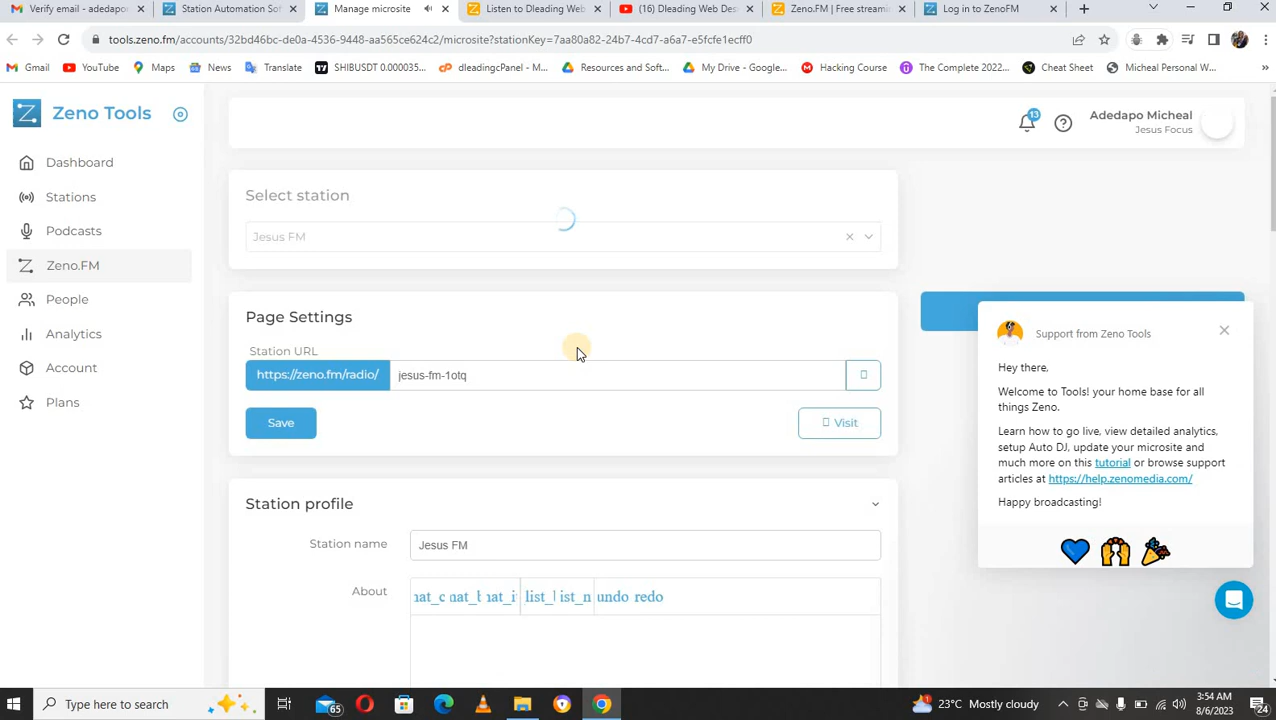 Verify email - adedapo
Station Automation Sof
Manage microsite
Listen to Dleading Web
(16) Dleading Web Des
Zeno.FM | Free streamin
Log in to ZenoFM
tools.zeno.fm/accounts/32bd46bc-de0a-4536-9448-aa565ce624c2/microsite?stationKey=7aa80a82-24b7-4cd7-a6a7-e5fcfe1ecff0
Gmail
YouTube
Maps
News
Translate
SHIBUSDT 0.000035...
dleadingcPanel - M...
Resources and Soft...
My Drive - Google...
Hacking Course
The Complete 2022...
Cheat Sheet
Micheal Personal W...
»
Zeno Tools
Dashboard
Stations
Podcasts
Zeno.FM
People
Analytics
Account
Plans
13
Adedapo Micheal
Jesus Focus
Select station
Jesus FM
Page Settings
Station URL
https://zeno.fm/radio/ jesus-fm-1otq
Save
Visit
Station profile
Station name
Jesus FM
About
undo redo
Support from Zeno Tools
Hey there,
Welcome to Tools! your home base for all
things Zeno.
Learn how to go live, view detailed analytics,
setup Auto DJ, update your microsite and
much more on this tutorial or browse support
articles at https://help.zenomedia.com/
Happy broadcasting!
Type here to search
65
23°C Mostly cloudy
3:54 AM
8/6/2023
24